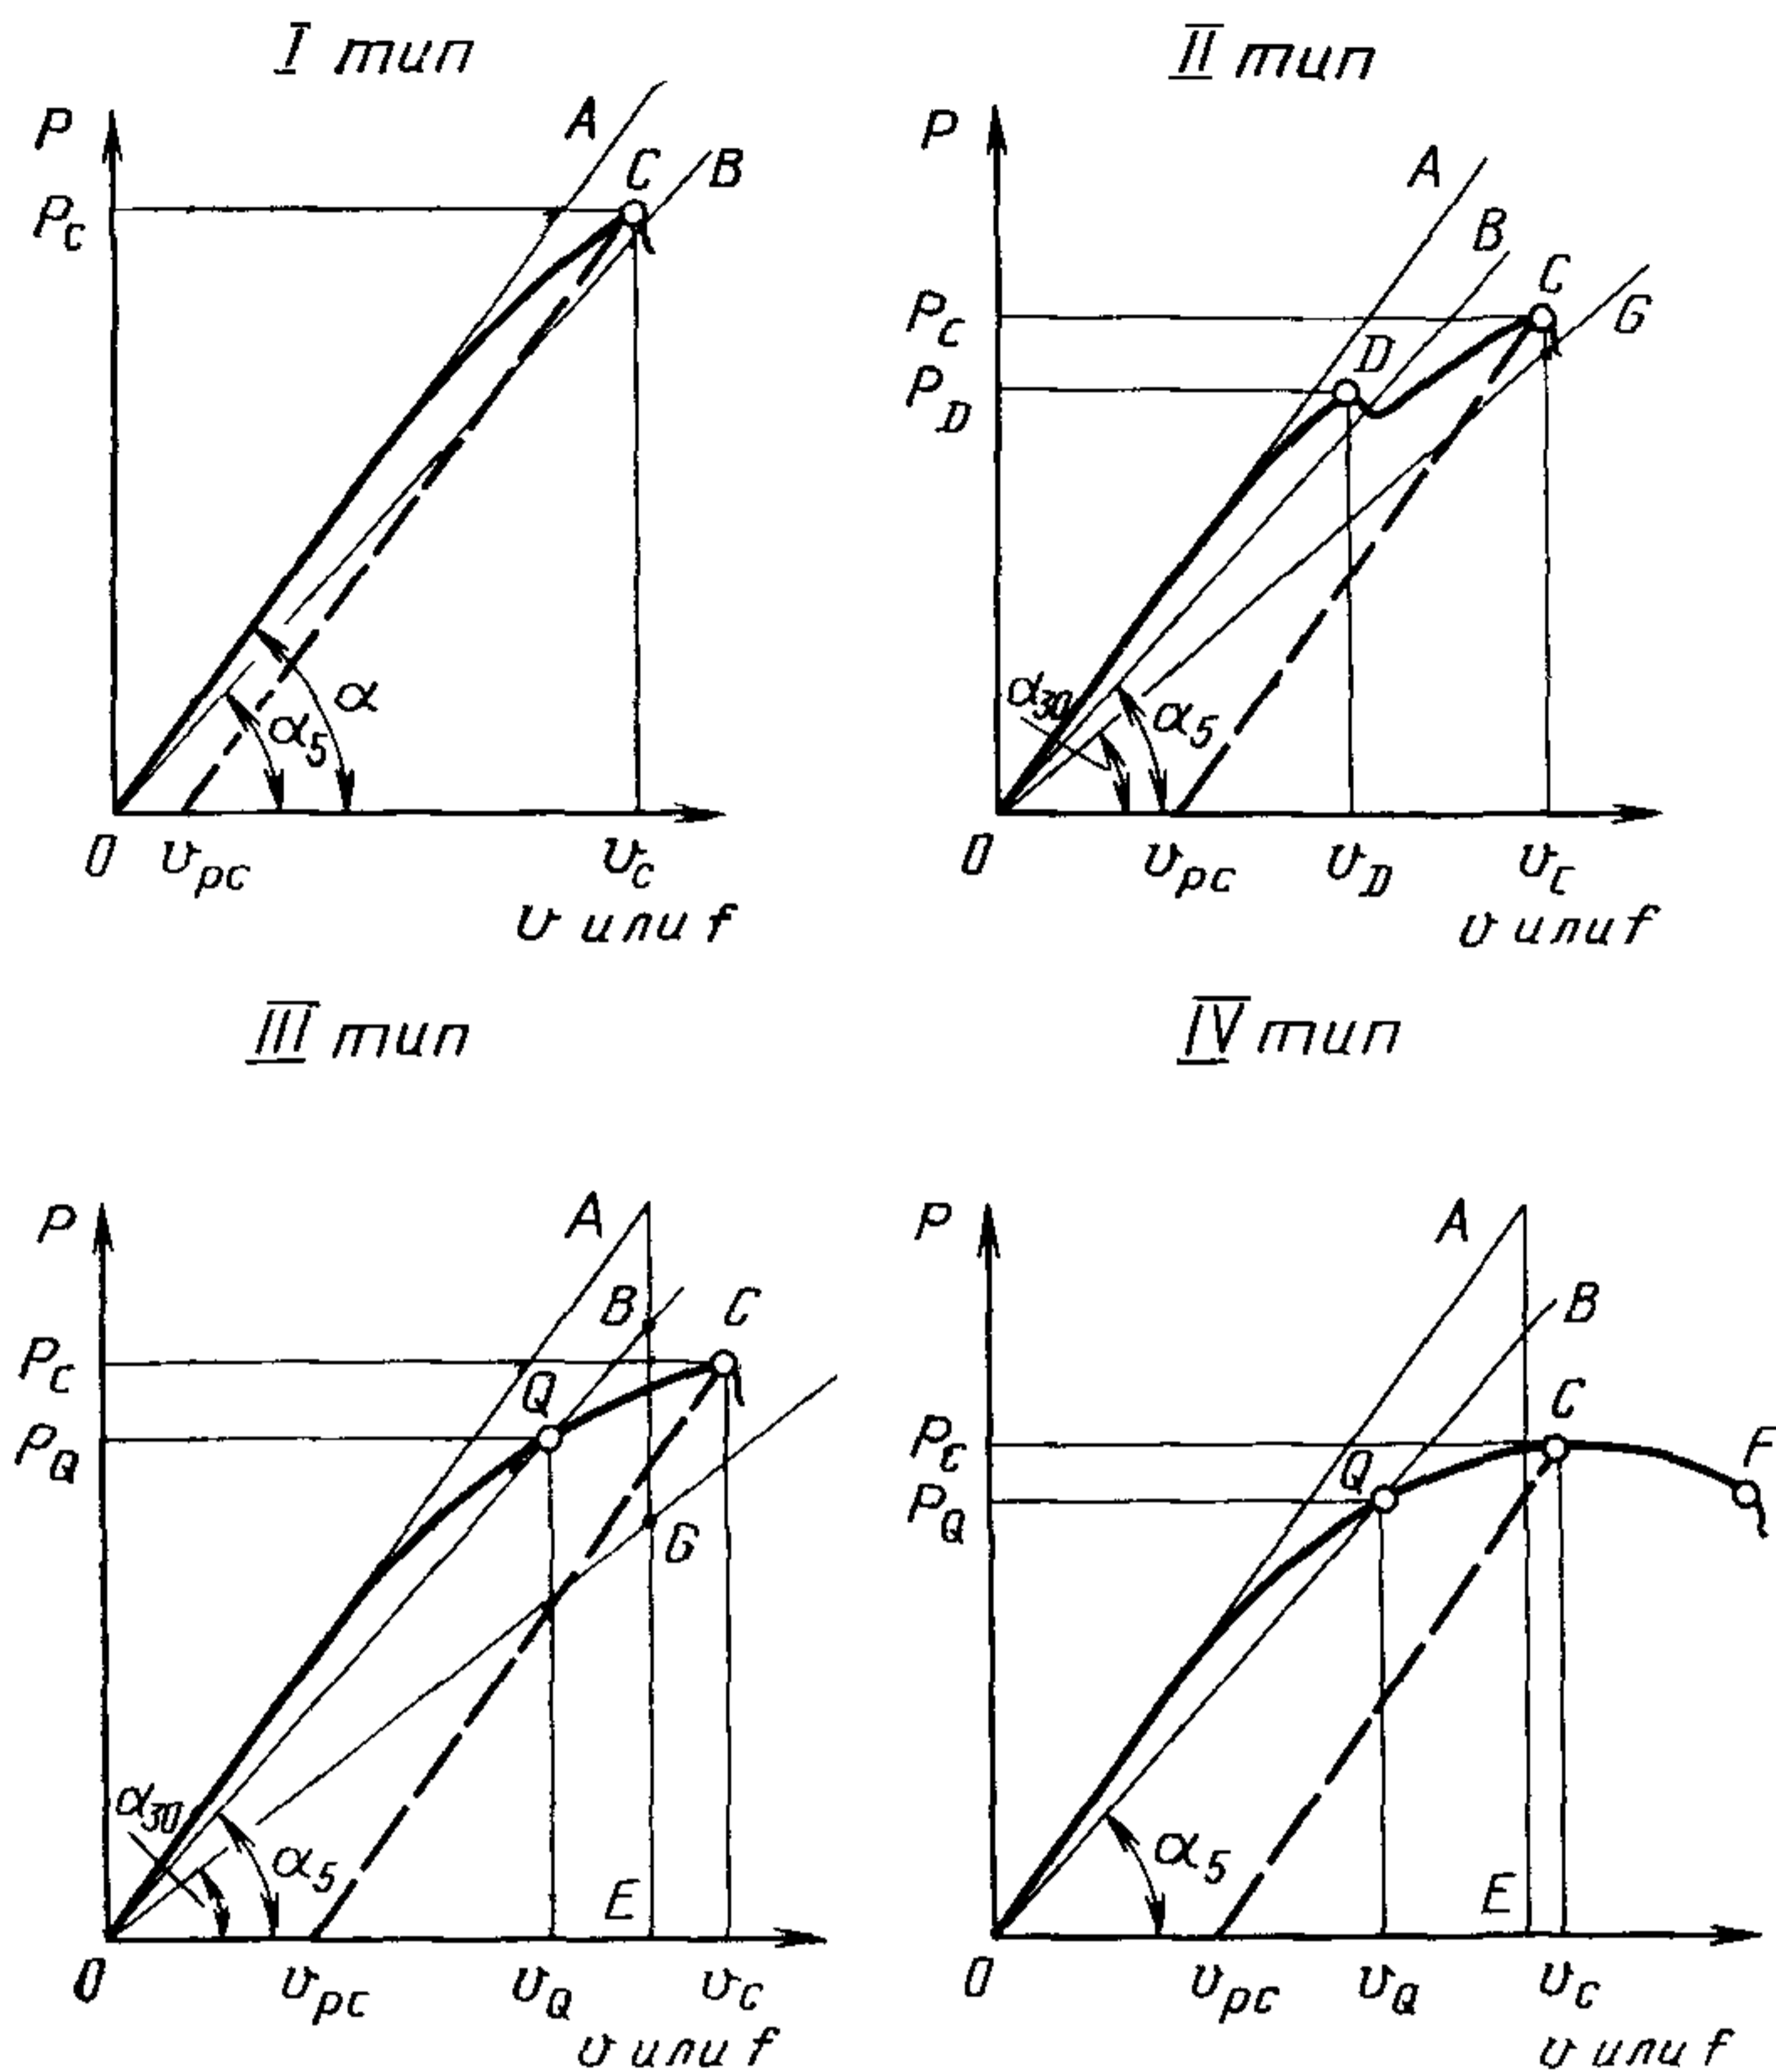 I тип
P
A
C
B
P_C
α
α_5
0
υ_pc
υ_c
υ или f
II тип
P
A
B
C
G
P_C
D
P_D
α_30
α_5
0
υ_pc
υ_D
υ_c
υ или f
III тип
P
A
B
C
P_C
Q
P_Q
G
α_30
α_5
E
0
υ_pc
υ_Q
υ_c
υ или f
IV тип
P
A
B
C
P_C
Q
F
P_Q
α_5
E
0
υ_pc
υ_Q
υ_c
υ или f